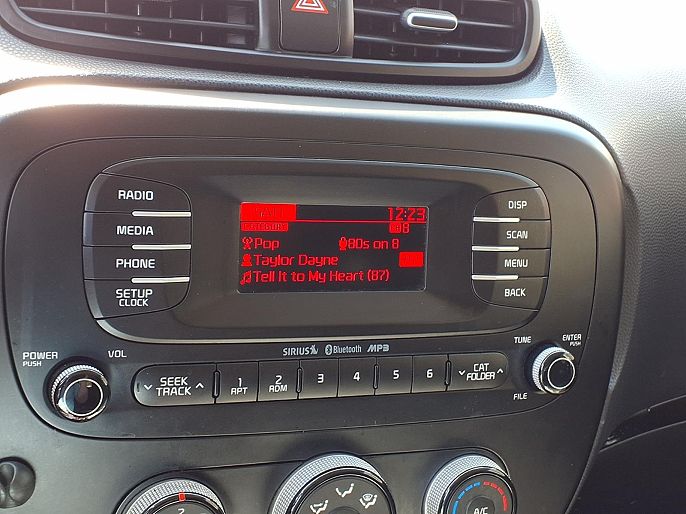 RADIO
MEDIA
PHONE
SETUP
CLOCK
12:23
8
Pop 80s on 8
Taylor Dayne
Tell It to My Heart (87)
DISP
SCAN
MENU
BACK
SIRIUS Bluetooth MP3
POWER
PUSH
VOL
SEEK
TRACK
1
RPT
2
RDM
3
4
5
6
CAT
FOLDER
TUNE
ENTER
PUSH
FILE
A/C